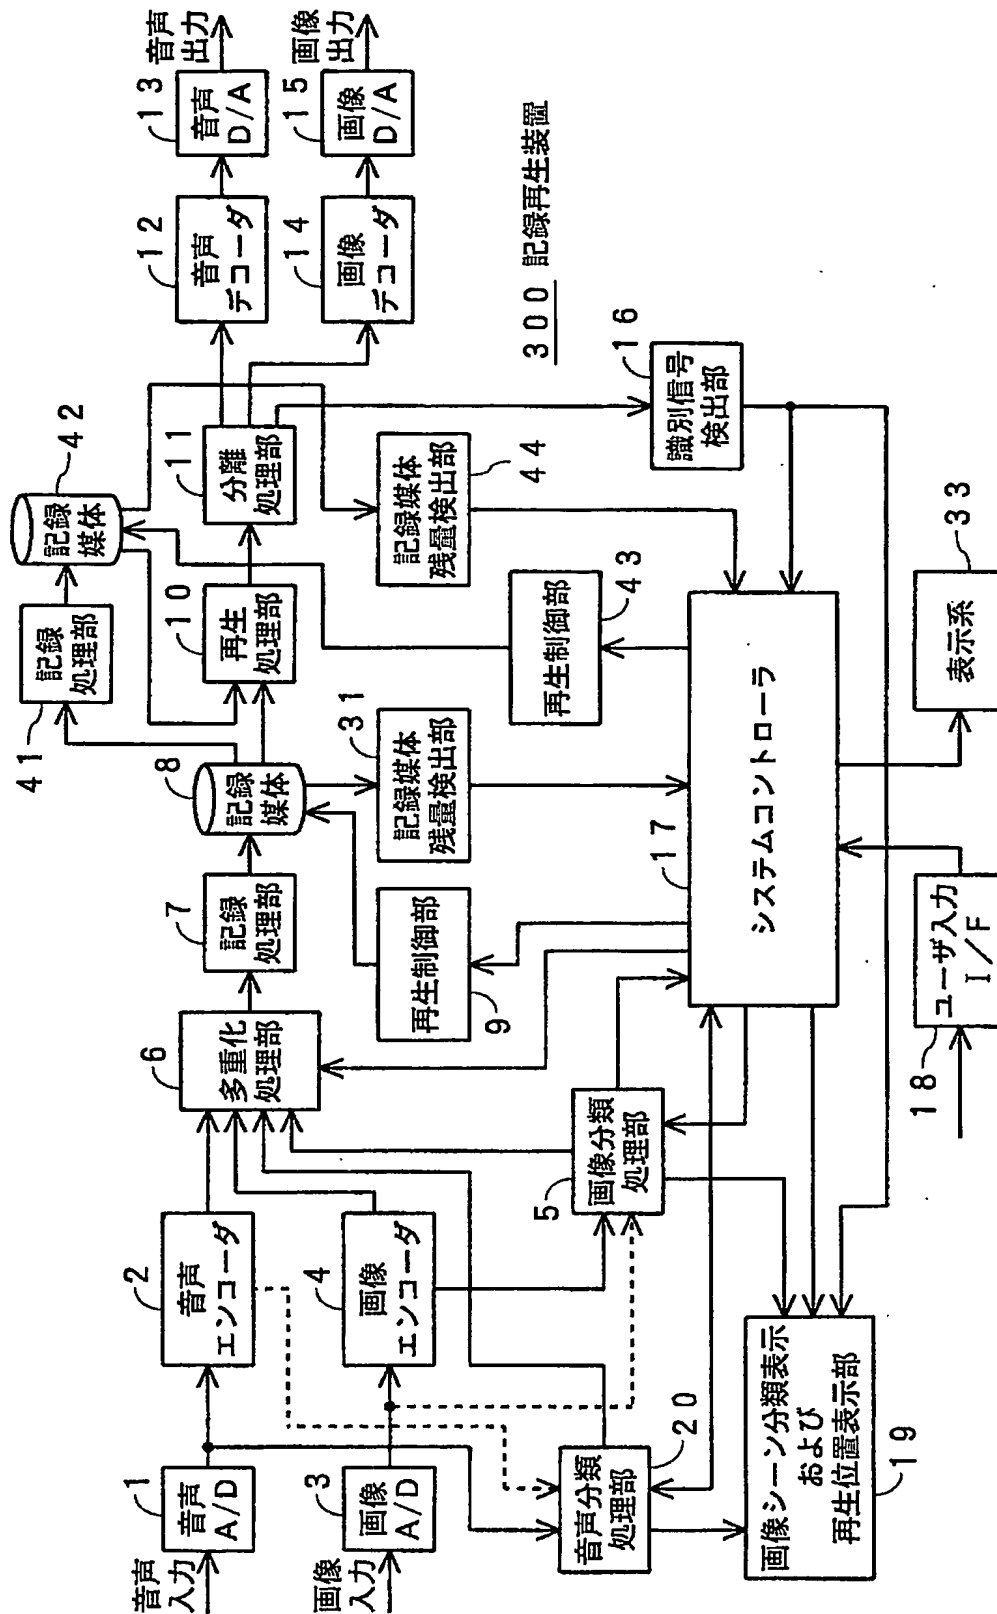 音声
入力
1
音声
A/D
2
音声
エンコーダ
画像
入力
3
画像
A/D
4
画像
エンコーダ
音声分類
処理部
20
5
画像分類
処理部
6
多重化
処理部
7
記録
処理部
8
記録
媒体
再生制御部
9
記録媒体
残量検出部
31
41
記録
処理部
記録
媒体
42
10
再生
処理部
11
分離
処理部
記録媒体
残量検出部
44
再生制御部
43
12
音声
デコーダ
13
音声
D/A
音声
出力
14
画像
デコーダ
15
画像
D/A
画像
出力
300 記録再生装置
16
識別信号
検出部
17
システムコントローラ
画像シーン分類表示
および
再生位置表示部
19
18
ユーザ入力
I/F
表示系
33